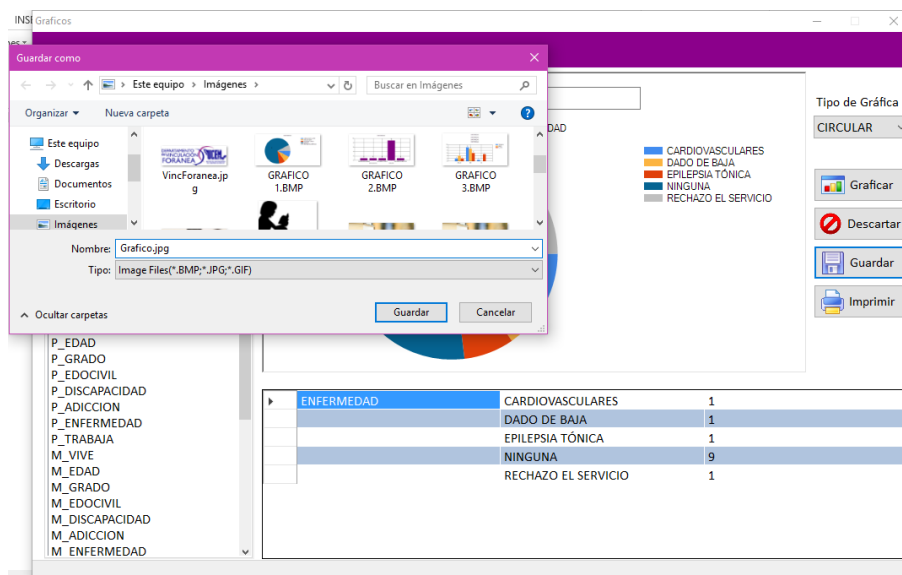 INSE
Graficos
Guardar como
Este equipo > Imágenes >
Buscar en Imágenes
Organizar
Nueva carpeta
Este equipo
Descargas
Documentos
Escritorio
Imágenes
VINCULACIÓN
FORANEA
VincForanea.jp
g
GRAFICO
1.BMP
GRAFICO
2.BMP
GRAFICO
3.BMP
Nombre: Grafico.jpg
Tipo: Image Files(*.BMP;*.JPG;*.GIF)
Ocultar carpetas
Guardar
Cancelar
DAD
CARDIOVASCULARES
DADO DE BAJA
EPILEPSIA TÓNICA
NINGUNA
RECHAZO EL SERVICIO
Tipo de Gráfica
CIRCULAR
Graficar
Descartar
Guardar
Imprimir
P_EDAD
P_GRADO
P_EDOCIVIL
P_DISCAPACIDAD
P_ADICCION
P_ENFERMEDAD
P_TRABAJA
M_VIVE
M_EDAD
M_GRADO
M_EDOCIVIL
M_DISCAPACIDAD
M_ADICCION
M_ENFERMEDAD
ENFERMEDAD CARDIOVASCULARES 1
DADO DE BAJA 1
EPILEPSIA TÓNICA 1
NINGUNA 9
RECHAZO EL SERVICIO 1